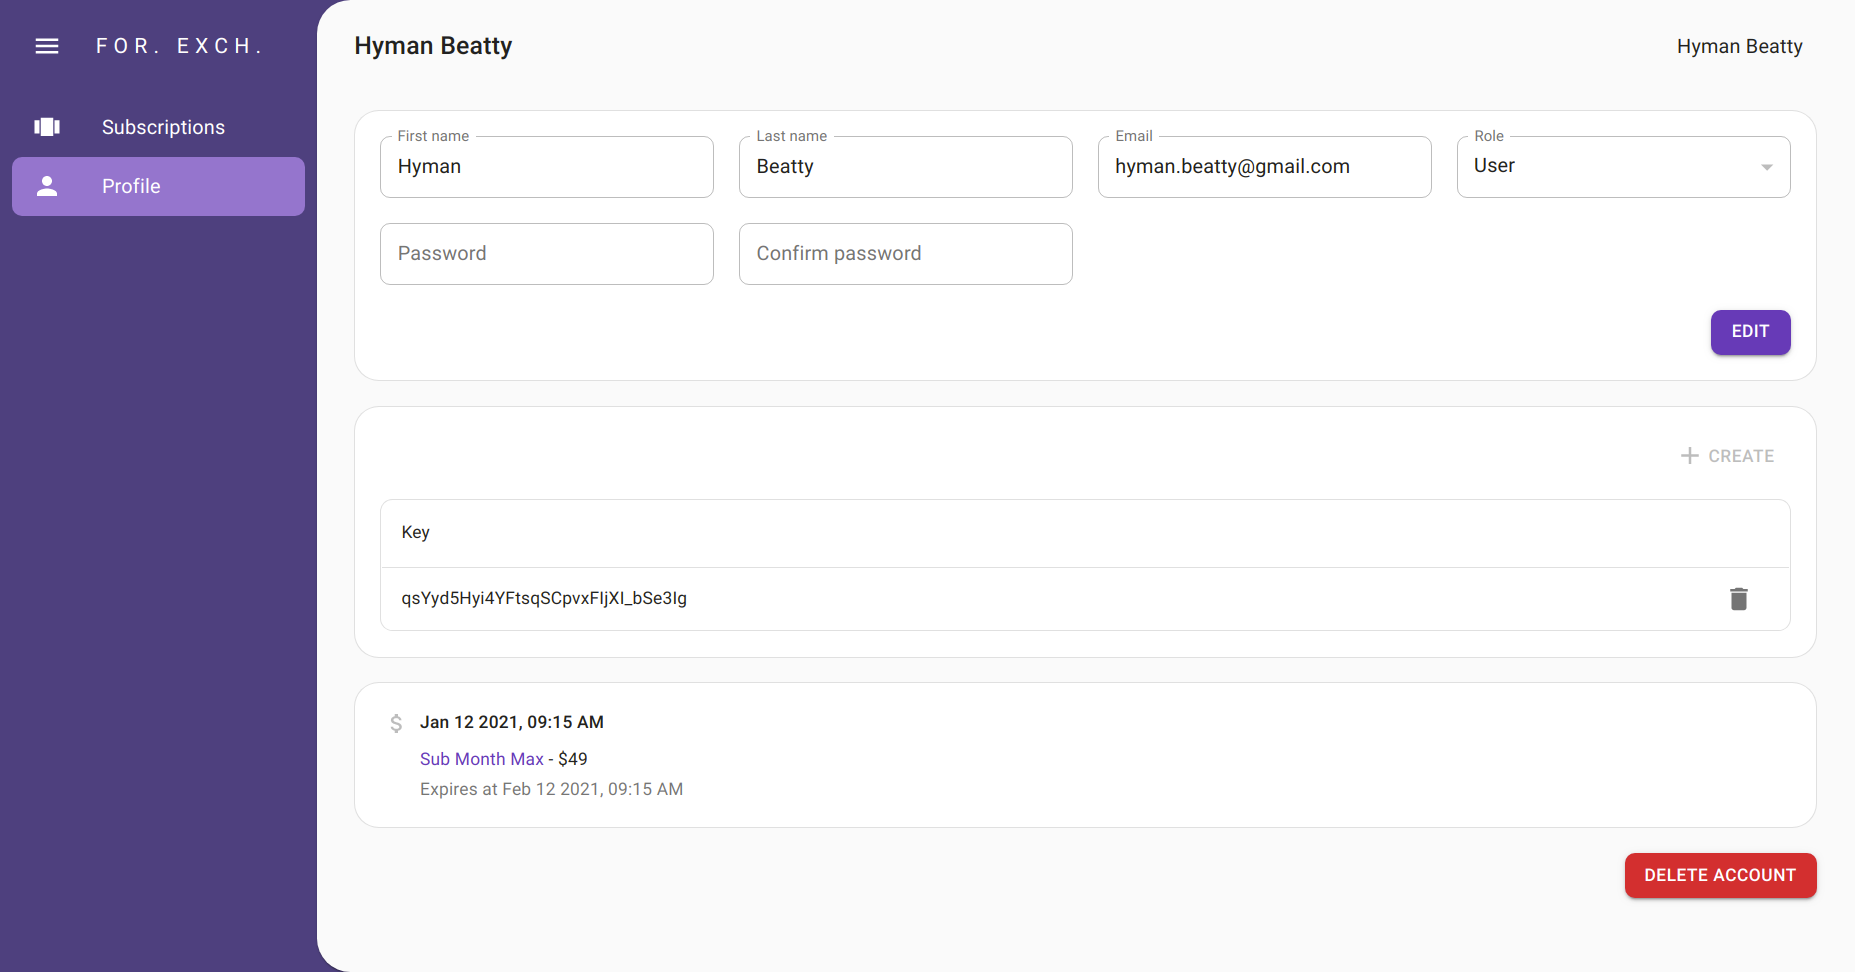 FOR. EXCH.
Hyman Beatty
Hyman Beatty
Subscriptions
Profile
First name
Hyman
Last name
Beatty
Email
hyman.beatty@gmail.com
Role
User
Password
Confirm password
EDIT
CREATE
Key
qsYyd5Hyi4YFtsqSCpvxFIjXI_bSe3Ig
$ Jan 12 2021, 09:15 AM
Sub Month Max - $49
Expires at Feb 12 2021, 09:15 AM
DELETE ACCOUNT